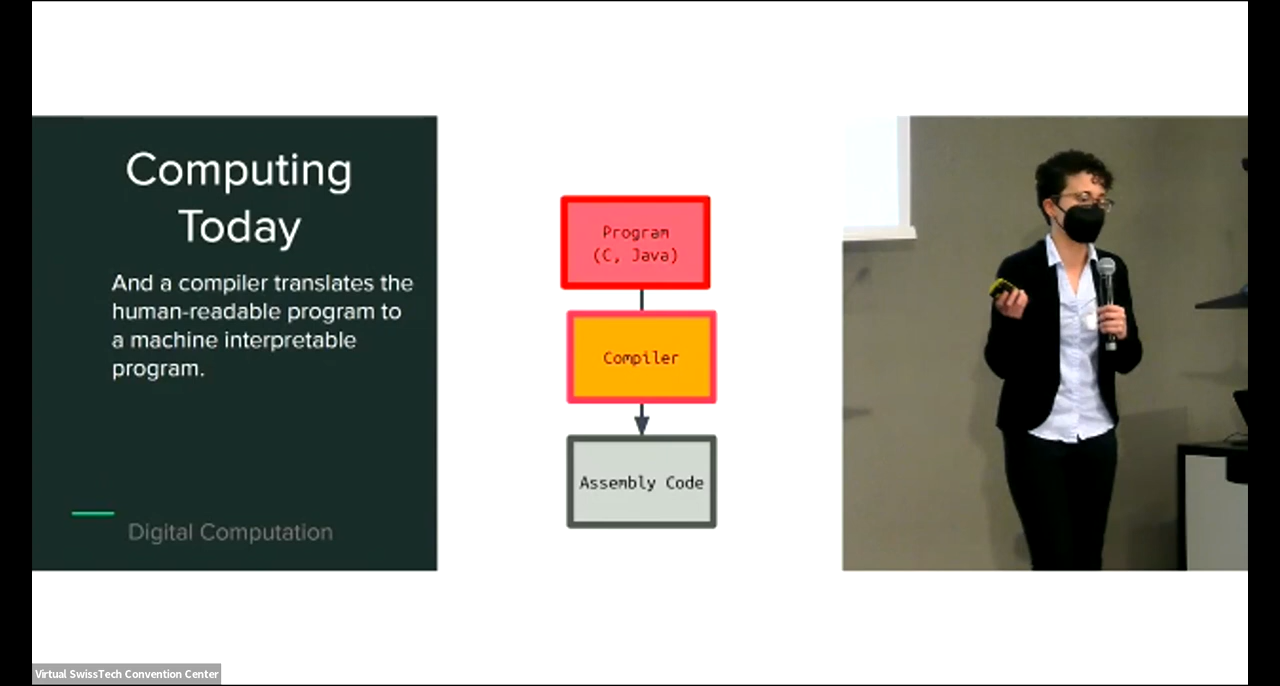 Computing
Today
And a compiler translates the
human-readable program to
a machine interpretable
program.
Digital Computation
Program
(C, Java)
Compiler
Assembly Code
Virtual SwissTech Convention Center